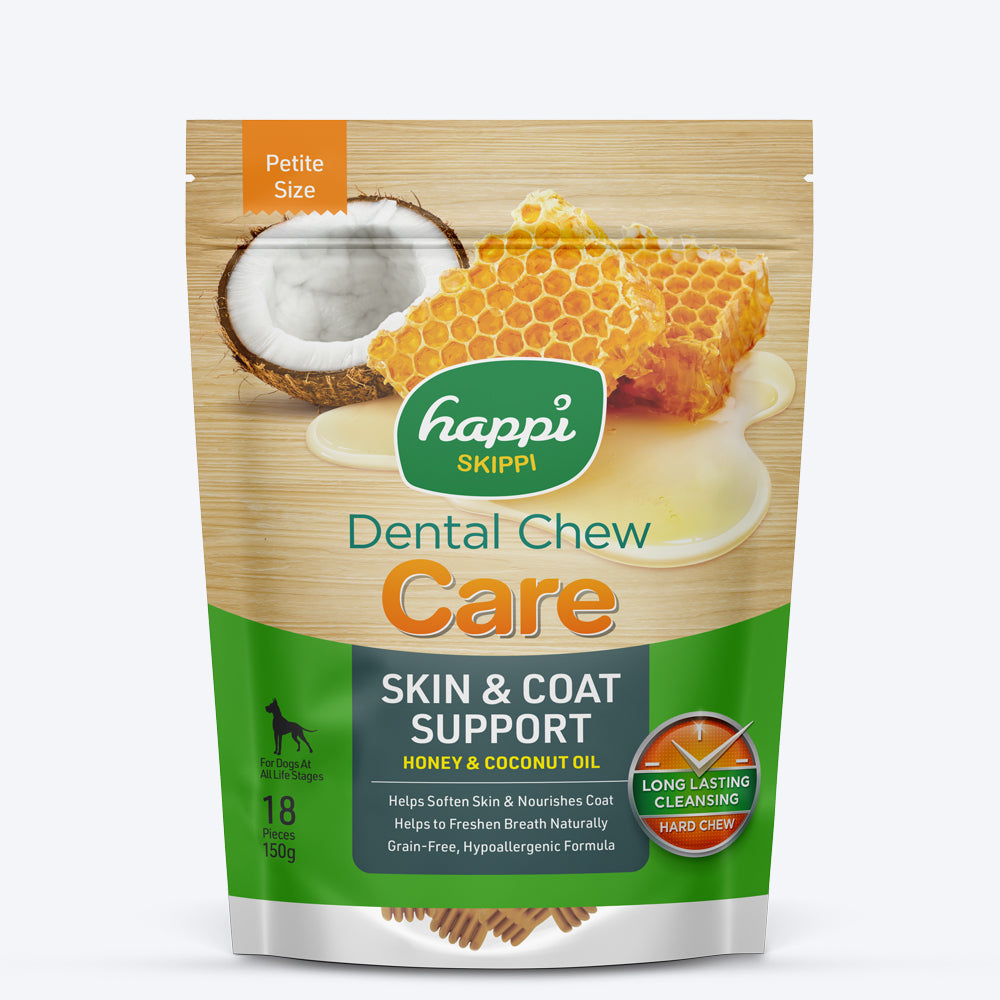 Petite
Size
happi
SKIPPI
Dental Chew
Care
SKIN & COAT
SUPPORT
HONEY & COCONUT OIL
Helps Soften Skin & Nourishes Coat
Helps to Freshen Breath Naturally
Grain-Free, Hypoallergenic Formula
For Dogs At
All Life Stages
18
Pieces
150g
LONG LASTING
CLEANSING
HARD CHEW